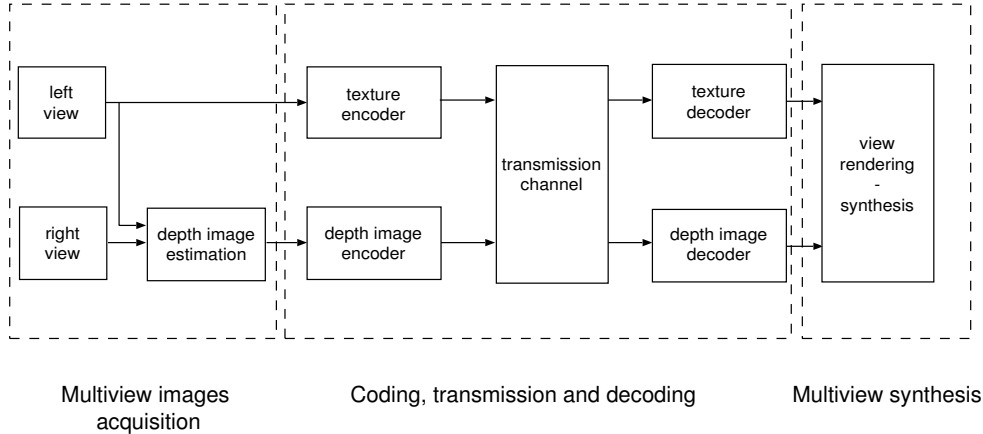 left
view
texture
encoder
transmission
channel
texture
decoder
view
rendering
-
synthesis
right
view
depth image
estimation
depth image
encoder
depth image
decoder
Multiview images
acquisition
Coding, transmission and decoding
Multiview synthesis